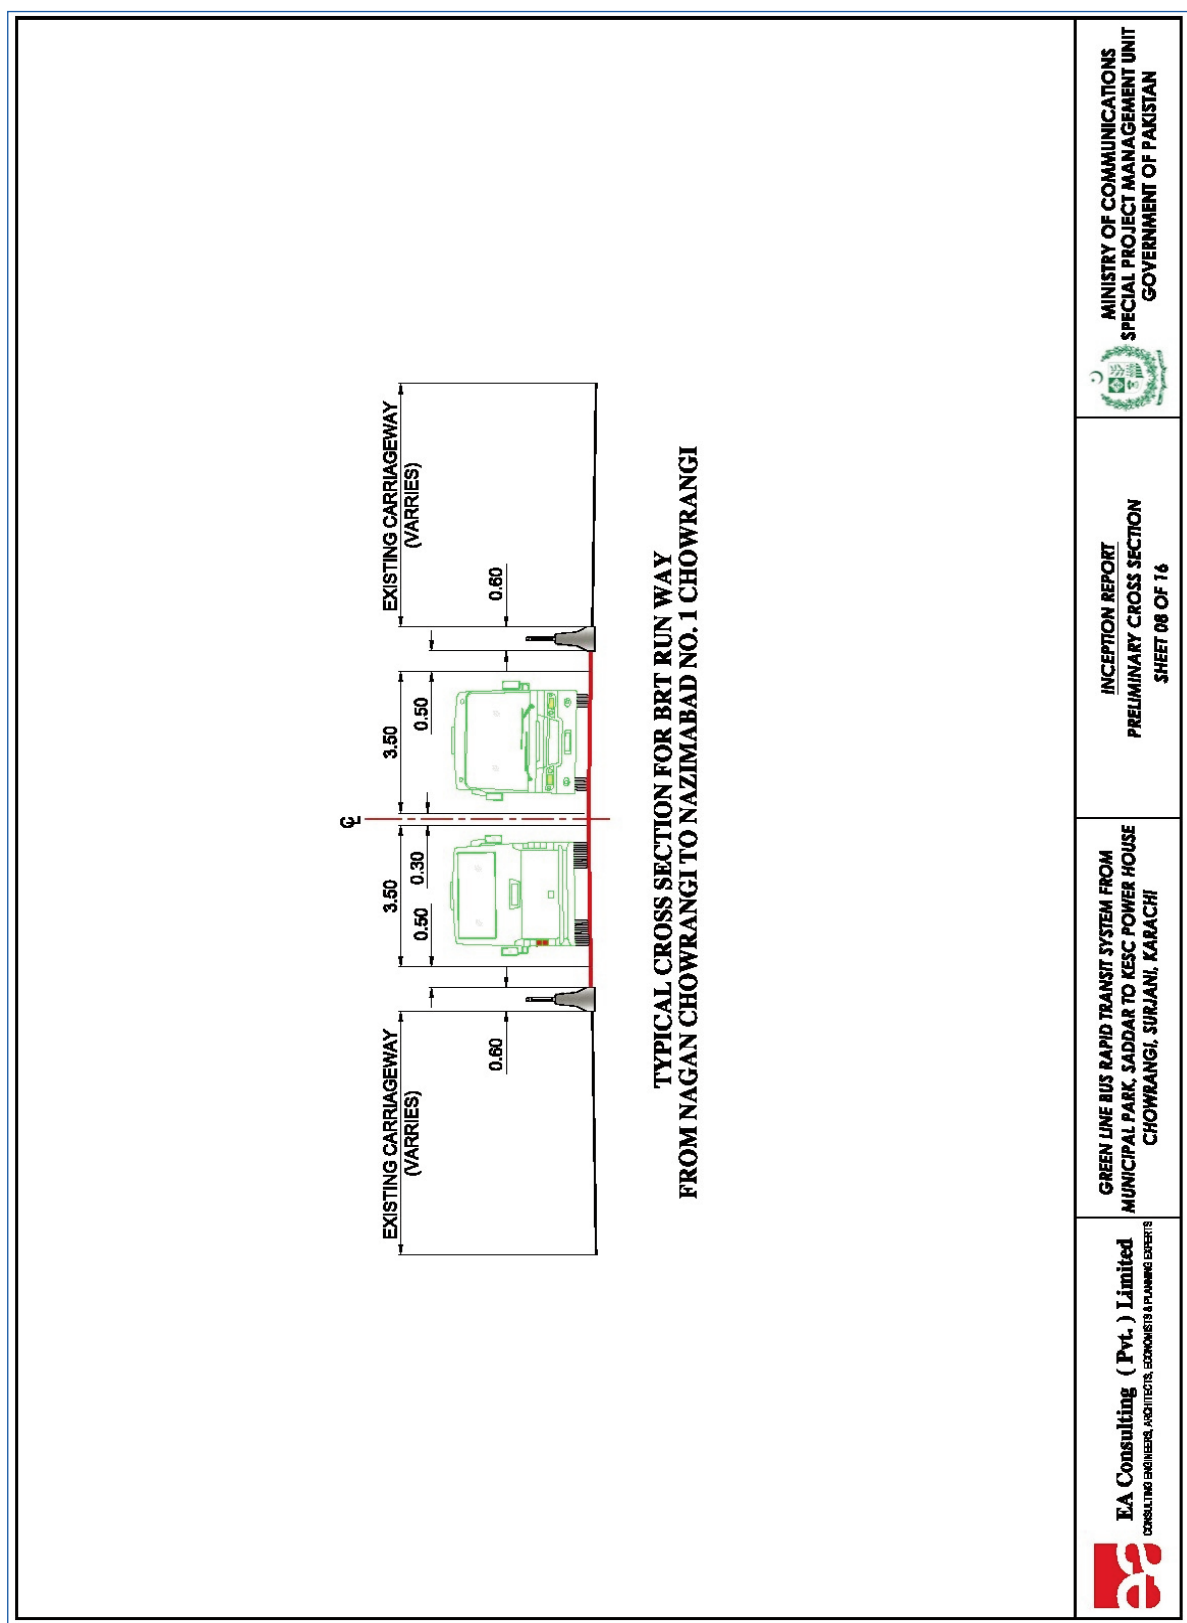 ℄
EXISTING CARRIAGEWAY
(VARRIES)
3.50
3.50
EXISTING CARRIAGEWAY
(VARRIES)
0.50
0.30
0.50
0.60
0.60
TYPICAL CROSS SECTION FOR BRT RUN WAY
FROM NAGAN CHOWRANGI TO NAZIMABAD NO. 1 CHOWRANGI
ea
EA Consulting ( Pvt. ) Limited
CONSULTING ENGINEERS, ARCHITECTS, ECONOMISTS & PLANNING EXPERTS
GREEN LINE BUS RAPID TRANSIT SYSTEM FROM
MUNICIPAL PARK, SADDAR TO KESC POWER HOUSE
CHOWRANGI, SURJANI, KARACHI
INCEPTION REPORT
PRELIMINARY CROSS SECTION
SHEET 08 OF 16
MINISTRY OF COMMUNICATIONS
SPECIAL PROJECT MANAGEMENT UNIT
GOVERNMENT OF PAKISTAN